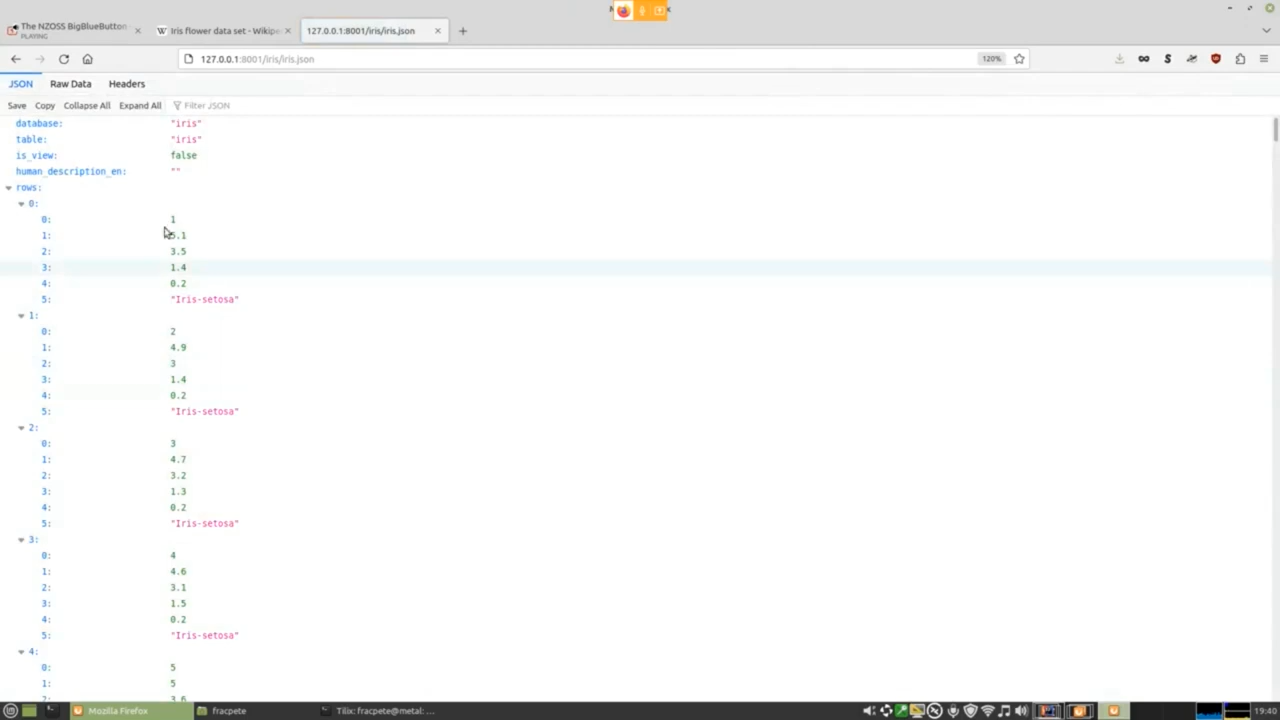 The NZOSS BigBlueButton
PLAYING
Iris flower data set - Wikipe
127.0.0.1:8001/iris/iris.json
127.0.0.1:8001/iris/iris.json
120%
JSON
Raw Data
Headers
Save
Copy
Collapse All
Expand All
Filter JSON
database: "iris"
table: "iris"
is_view: false
human_description_en: ""
rows:
0:
0: 1
1: 5.1
2: 3.5
3: 1.4
4: 0.2
5: "Iris-setosa"
1:
0: 2
1: 4.9
2: 3
3: 1.4
4: 0.2
5: "Iris-setosa"
2:
0: 3
1: 4.7
2: 3.2
3: 1.3
4: 0.2
5: "Iris-setosa"
3:
0: 4
1: 4.6
2: 3.1
3: 1.5
4: 0.2
5: "Iris-setosa"
4:
0: 5
1: 5
2: 3.6
Mozilla Firefox
fracpete
Tilix: fracpete@metal: ...
19:40